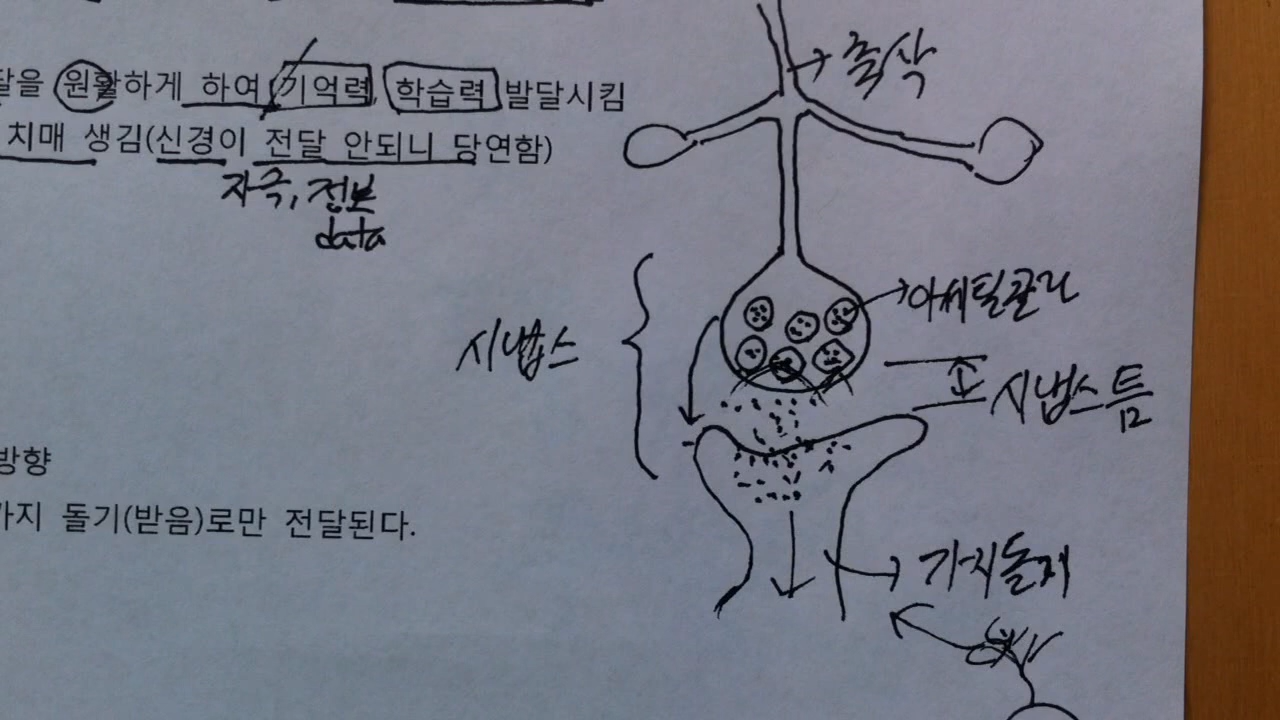 달을 원활하게 하여 기억력, 학습력 발달시킴
치매 생김(신경이 전달 안되니 당연함)
자극, 정보
data
축삭
시냅스
아세틸콜린
시냅스틈
방향
가지 돌기(받음)로만 전달된다.
가지돌기